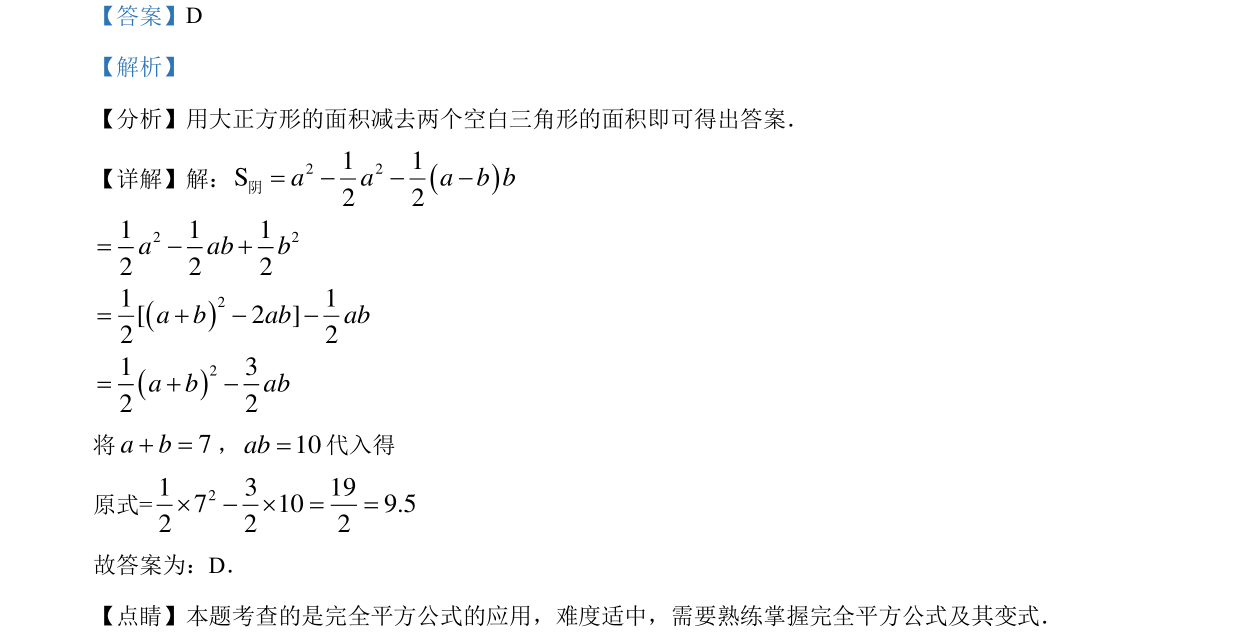 【答案】D
【解析】
【分析】用大正方形的面积减去两个空白三角形的面积即可得出答案.
【详解】解: S阴 = a² − 1/2 a² − 1/2 (a − b)b
= 1/2 a² − 1/2 ab + 1/2 b²
= 1/2 [(a + b)² − 2ab] − 1/2 ab
= 1/2 (a + b)² − 3/2 ab
将 a + b = 7 , ab = 10 代入得
原式= 1/2 × 7² − 3/2 × 10 = 19/2 = 9.5
故答案为: D.
【点睛】本题考查的是完全平方公式的应用，难度适中，需要熟练掌握完全平方公式及其变式.